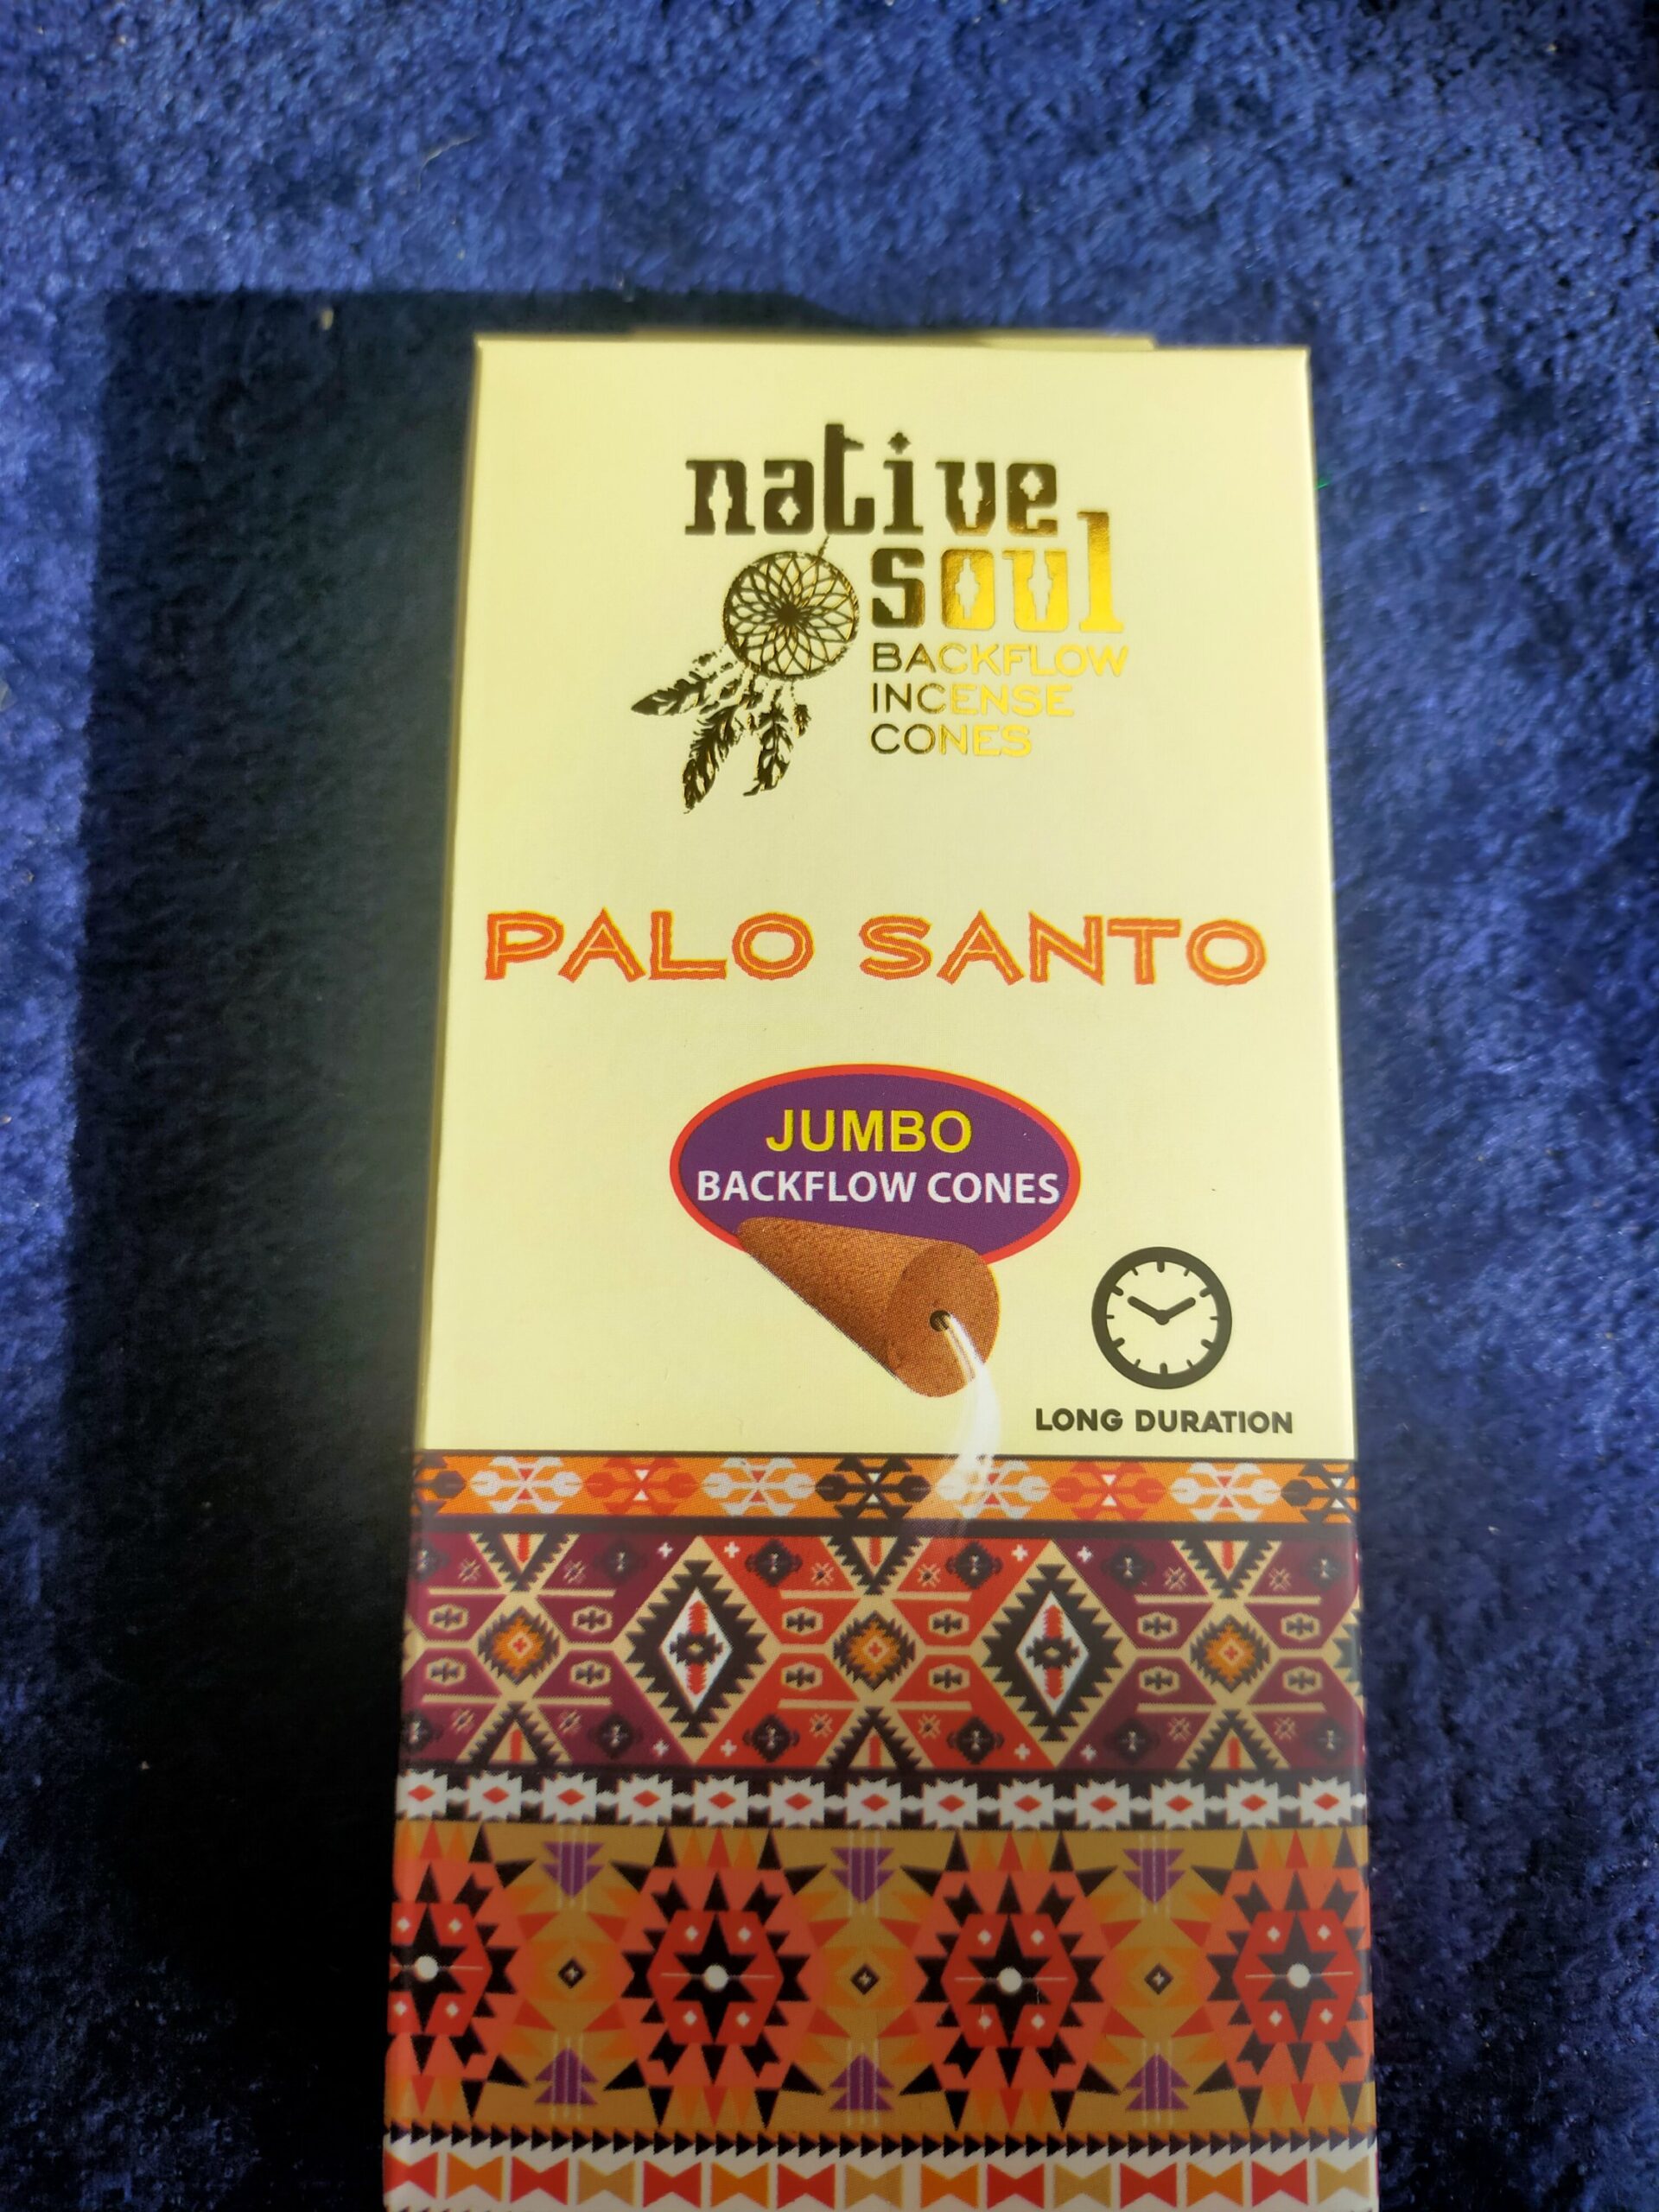 native
soul
BACKFLOW
INCENSE
CONES
PALO SANTO
JUMBO
BACKFLOW CONES
LONG DURATION